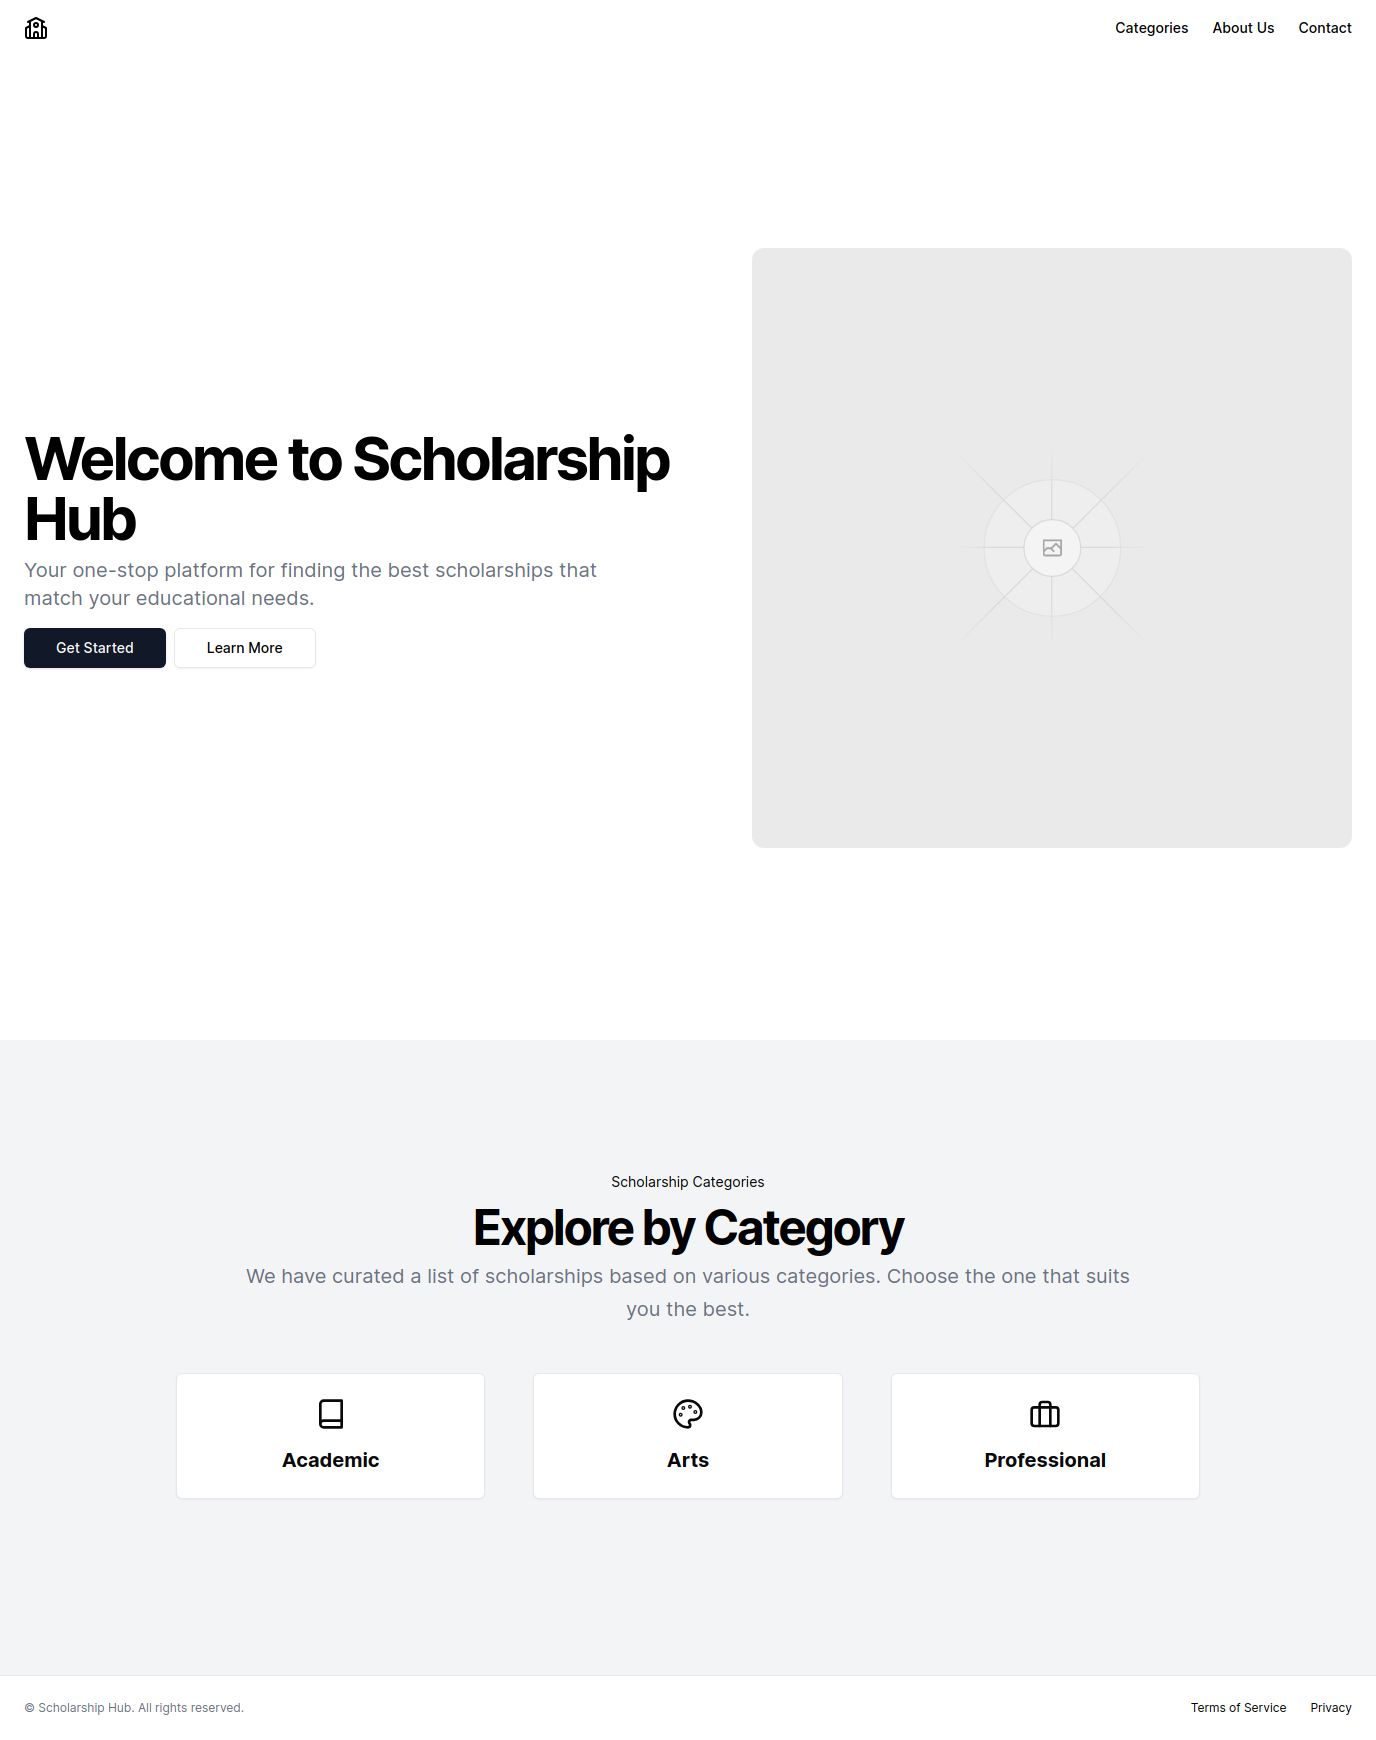 Categories About Us Contact
Welcome to Scholarship
Hub
Your one-stop platform for finding the best scholarships that
match your educational needs.
Get Started Learn More
Scholarship Categories
Explore by Category
We have curated a list of scholarships based on various categories. Choose the one that suits
you the best.
Academic Arts Professional
© Scholarship Hub. All rights reserved. Terms of Service Privacy